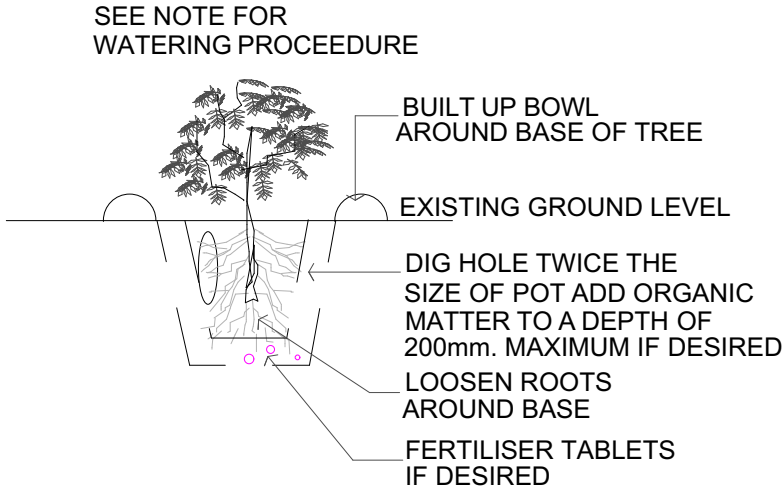 SEE NOTE FOR
WATERING PROCEEDURE
BUILT UP BOWL
AROUND BASE OF TREE
EXISTING GROUND LEVEL
DIG HOLE TWICE THE
SIZE OF POT ADD ORGANIC
MATTER TO A DEPTH OF
200mm. MAXIMUM IF DESIRED
LOOSEN ROOTS
AROUND BASE
FERTILISER TABLETS
IF DESIRED